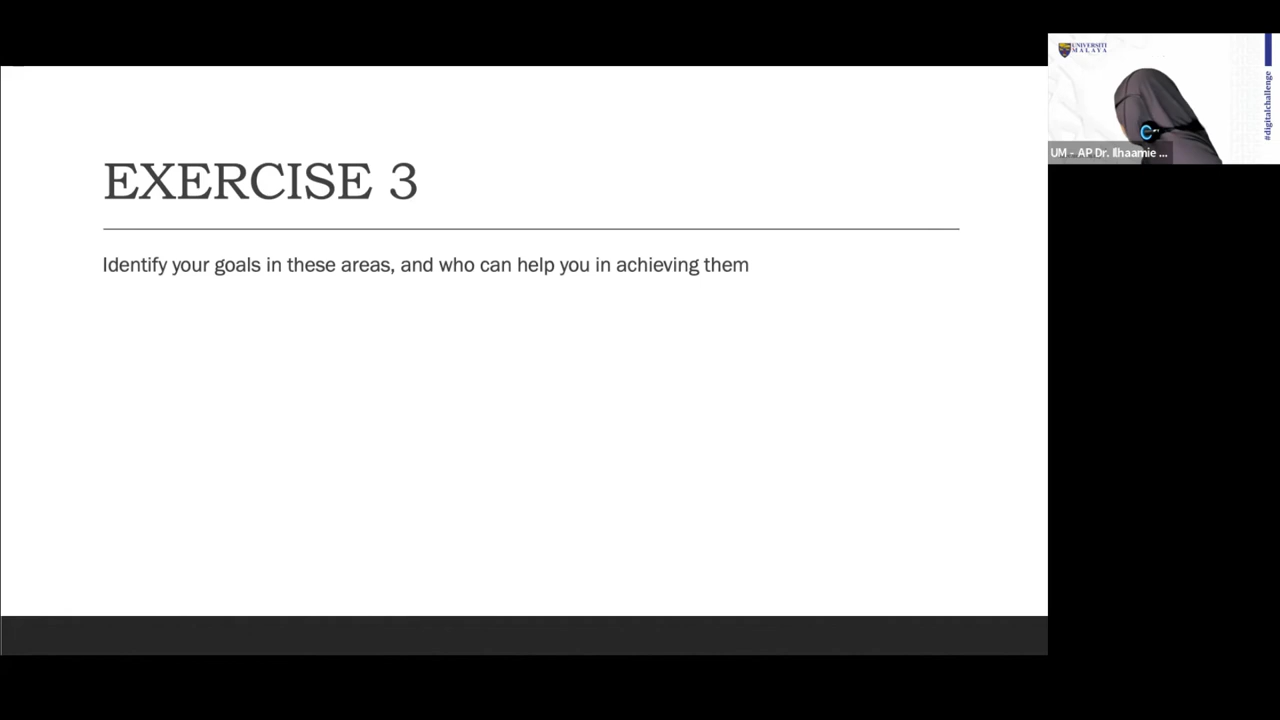 EXERCISE 3
Identify your goals in these areas, and who can help you in achieving them
UNIVERSITI
MALAYA
#digitalchallenge
UM - AP Dr. Ilhaamie ...